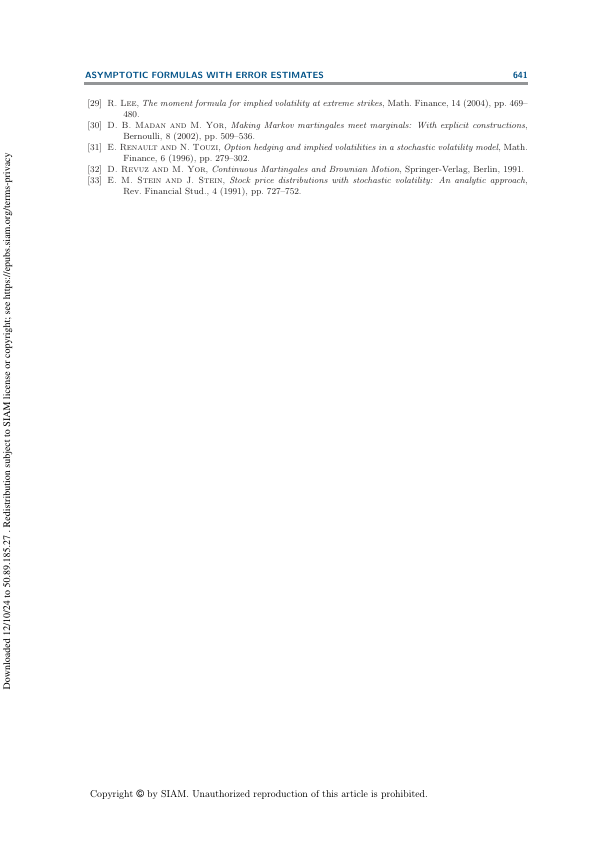 ASYMPTOTIC FORMULAS WITH ERROR ESTIMATES 641
[29] R. Lee, The moment formula for implied volatility at extreme strikes, Math. Finance, 14 (2004), pp. 469–
480.
[30] D. B. Madan and M. Yor, Making Markov martingales meet marginals: With explicit constructions,
Bernoulli, 8 (2002), pp. 509–536.
[31] E. Renault and N. Touzi, Option hedging and implied volatilities in a stochastic volatility model, Math.
Finance, 6 (1996), pp. 279–302.
[32] D. Revuz and M. Yor, Continuous Martingales and Brownian Motion, Springer-Verlag, Berlin, 1991.
[33] E. M. Stein and J. Stein, Stock price distributions with stochastic volatility: An analytic approach,
Rev. Financial Stud., 4 (1991), pp. 727–752.
Downloaded 12/10/24 to 50.89.185.27 . Redistribution subject to SIAM license or copyright; see https://epubs.siam.org/terms-privacy
Copyright © by SIAM. Unauthorized reproduction of this article is prohibited.